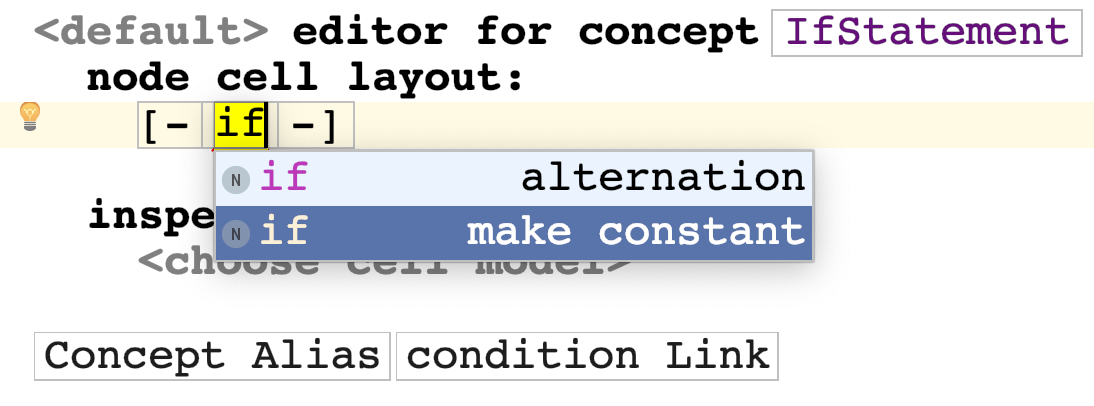 <default> editor for concept IfStatement
node cell layout:
[- if -]
N if alternation
N if make constant
inspe
<choose cell model>
Concept Alias condition Link